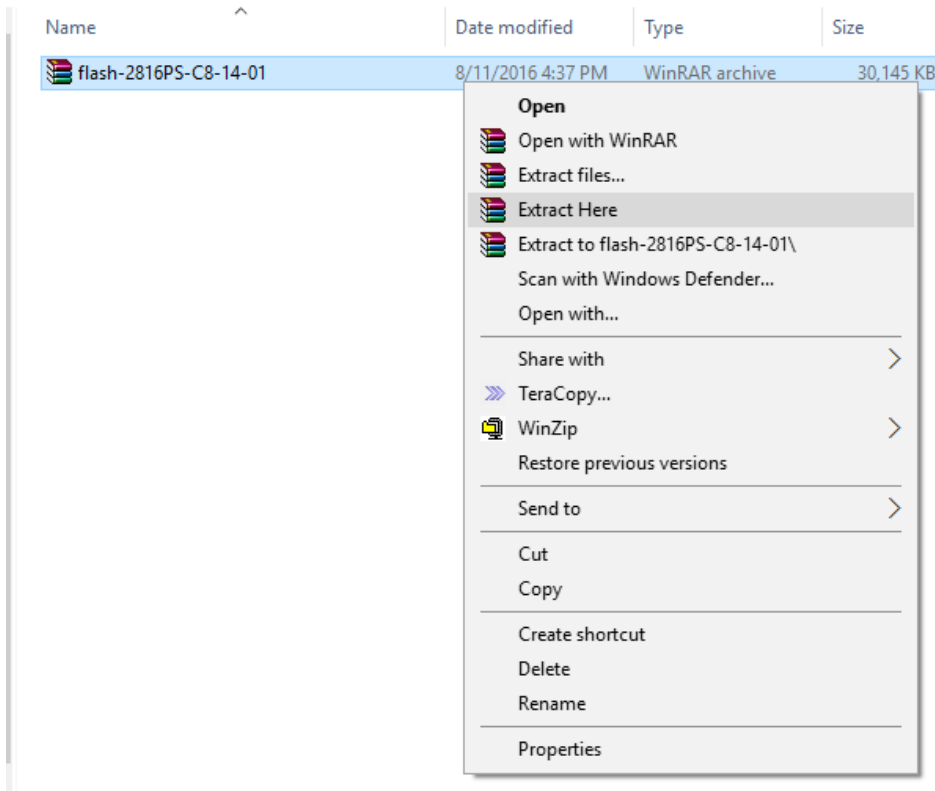 Name Date modified Type Size
flash-2816PS-C8-14-01 8/11/2016 4:37 PM WinRAR archive 30,145 KB
Open
Open with WinRAR
Extract files...
Extract Here
Extract to flash-2816PS-C8-14-01\
Scan with Windows Defender...
Open with...
Share with
TeraCopy...
WinZip
Restore previous versions
Send to
Cut
Copy
Create shortcut
Delete
Rename
Properties